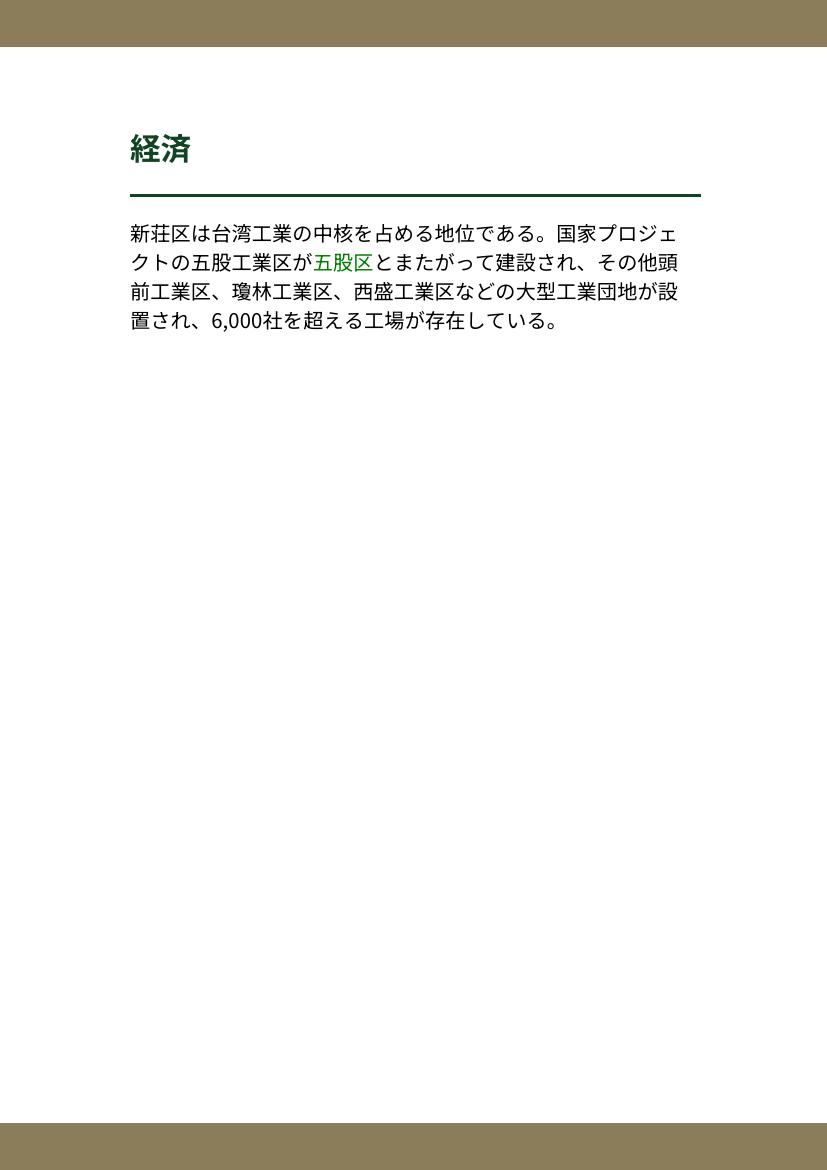 経済
新荘区は台湾工業の中核を占める地位である。国家プロジェ
クトの五股工業区が五股区とまたがって建設され、その他頭
前工業区、瓊林工業区、西盛工業区などの大型工業団地が設
置され、6,000社を超える工場が存在している。